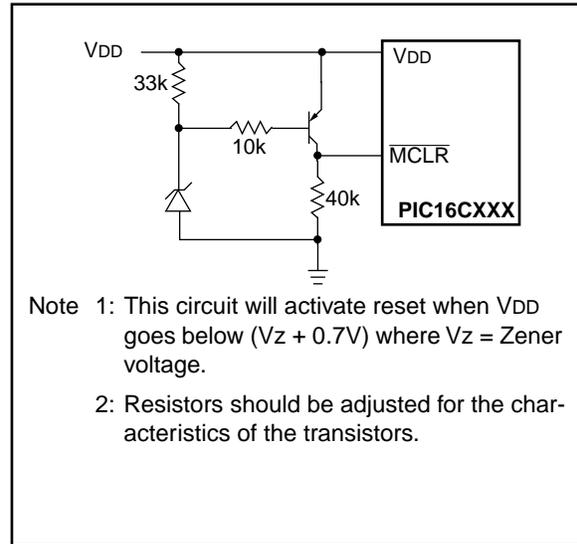 VDD
VDD
33k
10k
MCLR
40k
PIC16CXXX
Note 1: This circuit will activate reset when VDD
goes below (Vz + 0.7V) where Vz = Zener
voltage.
2: Resistors should be adjusted for the char-
acteristics of the transistors.